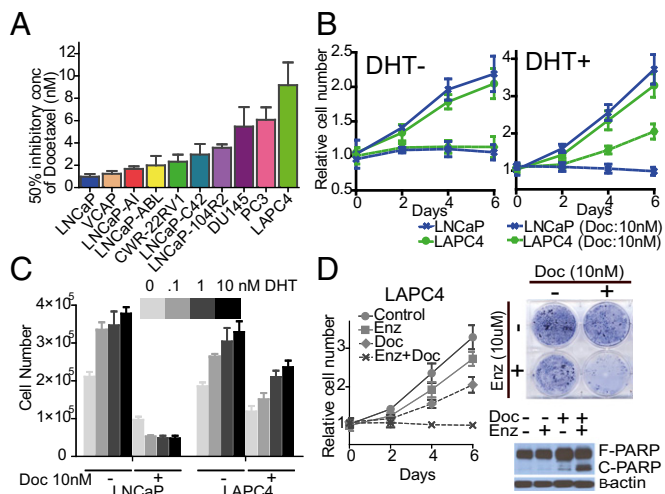 A
50% inhibitory conc
of Docetaxel (nM)
12
10
8
6
4
2
0
LNCaP
VCAP
LNCaP-AI
LNCaP-ABL
CWR-22RV1
LNCaP-C42
LNCaP-104R2
DU145
PC3
LAPC4
B
Relative cell number
2.5
2.0
1.5
1.0
0.5
DHT-
0 2 4 6
Days
DHT+
4
3
2
1
0 2 4 6
Days
LNCaP
LAPC4
LNCaP (Doc:10nM)
LAPC4 (Doc:10nM)
C
0 .1 1 10 nM DHT
Cell Number
4×10⁵
3×10⁵
2×10⁵
1×10⁵
0
Doc 10nM - + - +
LNCaP LAPC4
D
LAPC4
Control
Enz
Doc
Enz+Doc
Relative cell number
3
2
1
0 2 4 6
Days
Doc (10nM)
- +
Enz (10uM)
-
+
Doc - - + +
Enz - + - +
F-PARP
C-PARP
B-actin